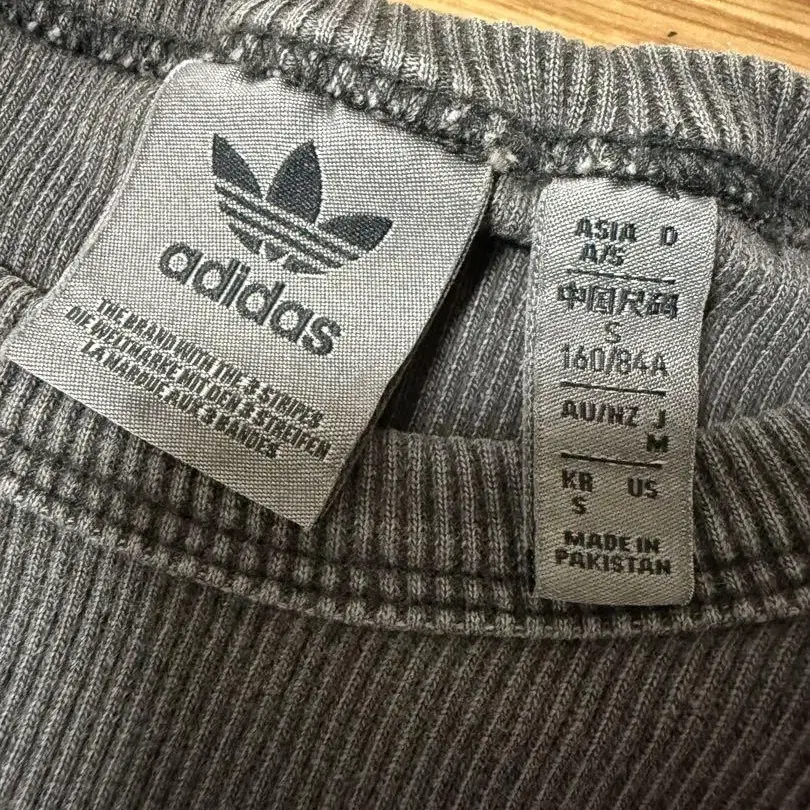 adidas
THE BRAND WITH THE 3 STRIPES
DIE WELTMARKE MIT DEN 3 STREIFEN
LA MARQUE AUX 3 BANDES
ASIA D
A/S
中国尺码
S
160/84A
AU/NZ J
M
KR US
S
MADE IN
PAKISTAN